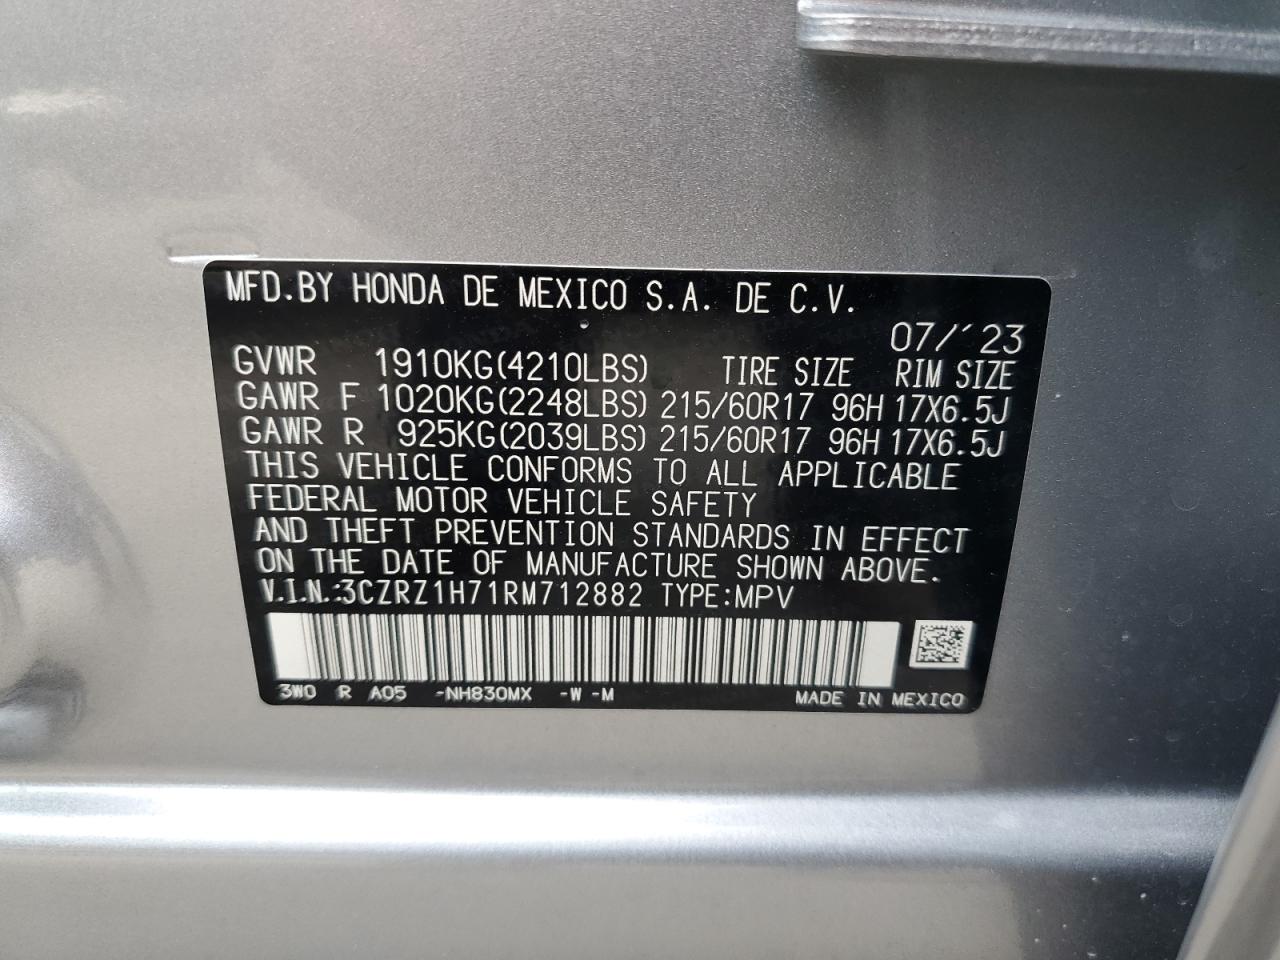 MFD.BY HONDA DE MEXICO S.A. DE C.V.
07/´23
GVWR 1910KG(4210LBS) TIRE SIZE RIM SIZE
GAWR F 1020KG(2248LBS) 215/60R17 96H 17X6.5J
GAWR R 925KG(2039LBS) 215/60R17 96H 17X6.5J
THIS VEHICLE CONFORMS TO ALL APPLICABLE
FEDERAL MOTOR VEHICLE SAFETY
AND THEFT PREVENTION STANDARDS IN EFFECT
ON THE DATE OF MANUFACTURE SHOWN ABOVE.
V.I.N.:3CZRZ1H71RM712882 TYPE:MPV
3W0 R A05 -NH830MX -W -M MADE IN MEXICO